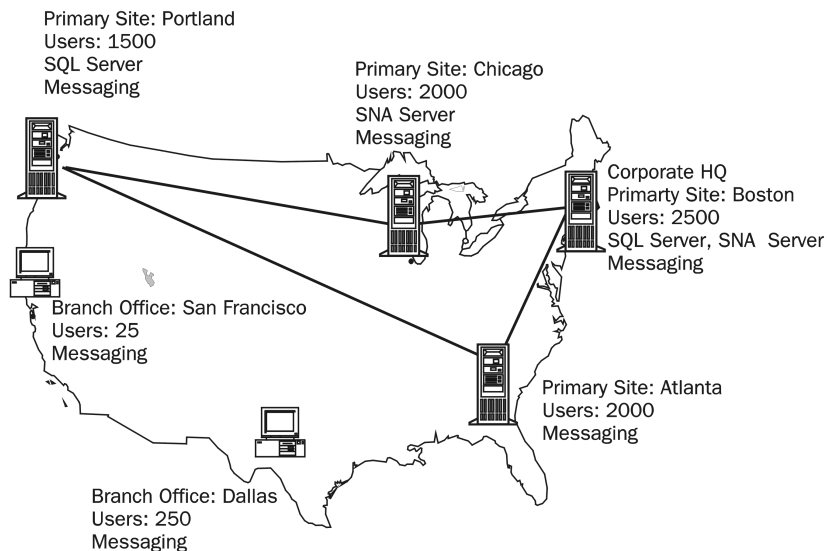 Primary Site: Portland
Users: 1500
SQL Server
Messaging
Primary Site: Chicago
Users: 2000
SNA Server
Messaging
Corporate HQ
Primarty Site: Boston
Users: 2500
SQL Server, SNA Server
Messaging
Branch Office: San Francisco
Users: 25
Messaging
Primary Site: Atlanta
Users: 2000
Messaging
Branch Office: Dallas
Users: 250
Messaging